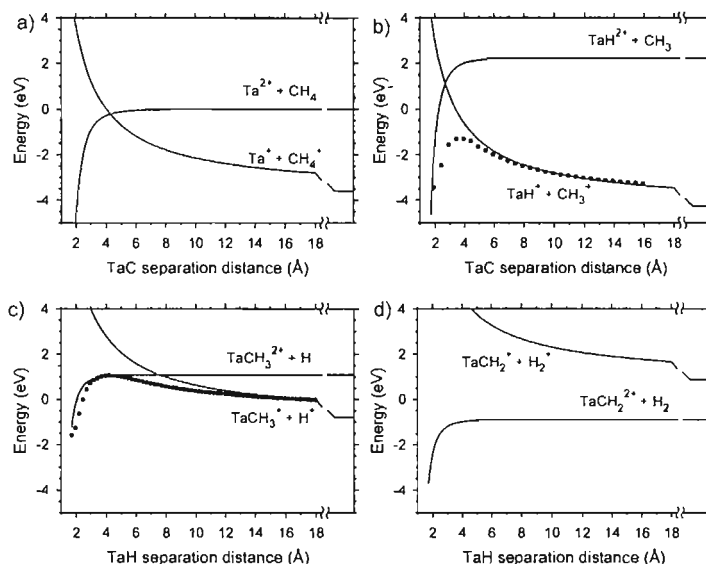 a)
4
2
0
-2
-4
Energy (eV)
Ta²⁺ + CH₄
Ta⁺ + CH₄⁺
2 4 6 8 10 12 14 16 18
TaC separation distance (Å)
b)
4
2
0
-2
-4
Energy (eV)
TaH²⁺ + CH₃
TaH⁺ + CH₃⁺
2 4 6 8 10 12 14 16 18
TaC separation distance (Å)
c)
4
2
0
-2
-4
Energy (eV)
TaCH₃²⁺ + H
TaCH₃⁺ + H⁺
2 4 6 8 10 12 14 16 18
TaH separation distance (Å)
d)
4
2
0
-2
-4
Energy (eV)
TaCH₂⁺ + H₂⁺
TaCH₂²⁺ + H₂
2 4 6 8 10 12 14 16 18
TaH separation distance (Å)